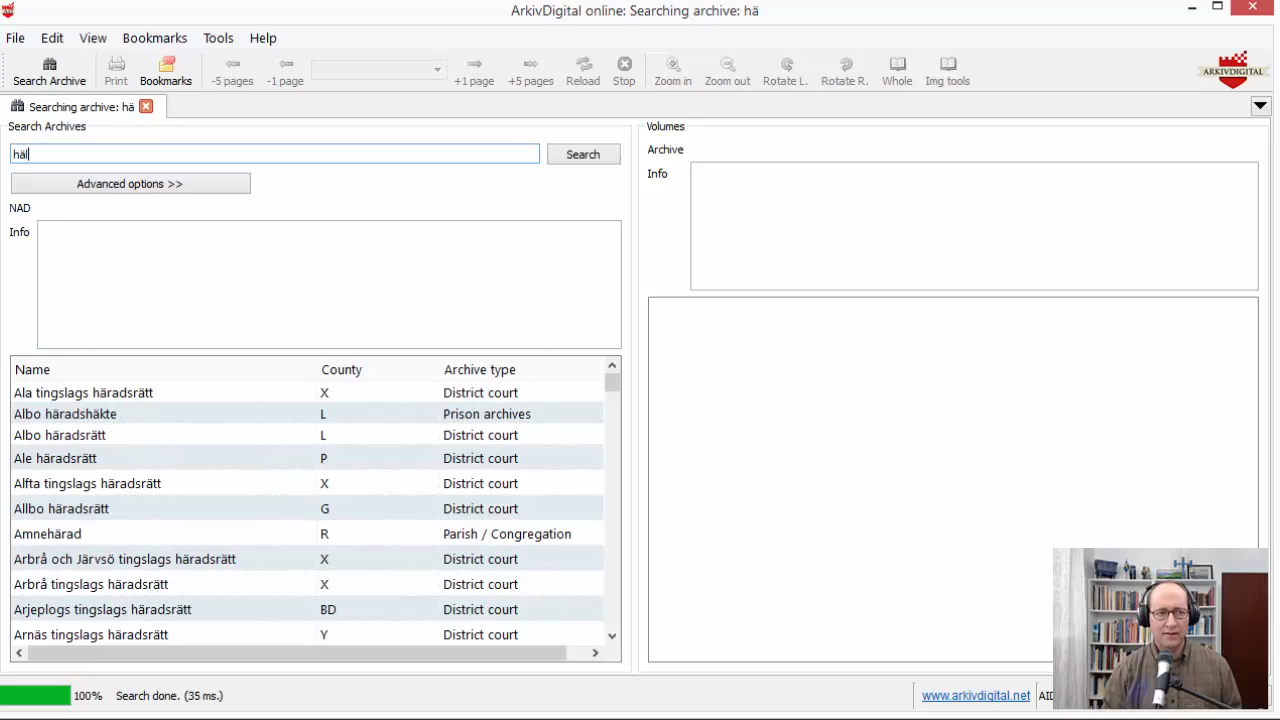 ArkivDigital online: Searching archive: hä
File Edit View Bookmarks Tools Help
Search Archive Print Bookmarks -5 pages -1 page +1 page +5 pages Reload Stop Zoom in Zoom out Rotate L Rotate R. Whole Img tools
ARKIVDIGITAL
Searching archive: hä
Search Archives
häl
Search
Advanced options >>
NAD
Info
Name County Archive type
Ala tingslags häradsrätt X District court
Albo häradshäkte L Prison archives
Albo häradsrätt L District court
Ale häradsrätt P District court
Alfta tingslags häradsrätt X District court
Allbo häradsrätt G District court
Amnehärad R Parish / Congregation
Arbrå och Järvsö tingslags häradsrätt X District court
Arbrå tingslags häradsrätt X District court
Arjeplogs tingslags häradsrätt BD District court
Arnäs tingslags häradsrätt Y District court
Volumes
Archive
Info
100% Search done. (35 ms.)
www.arkivdigital.net